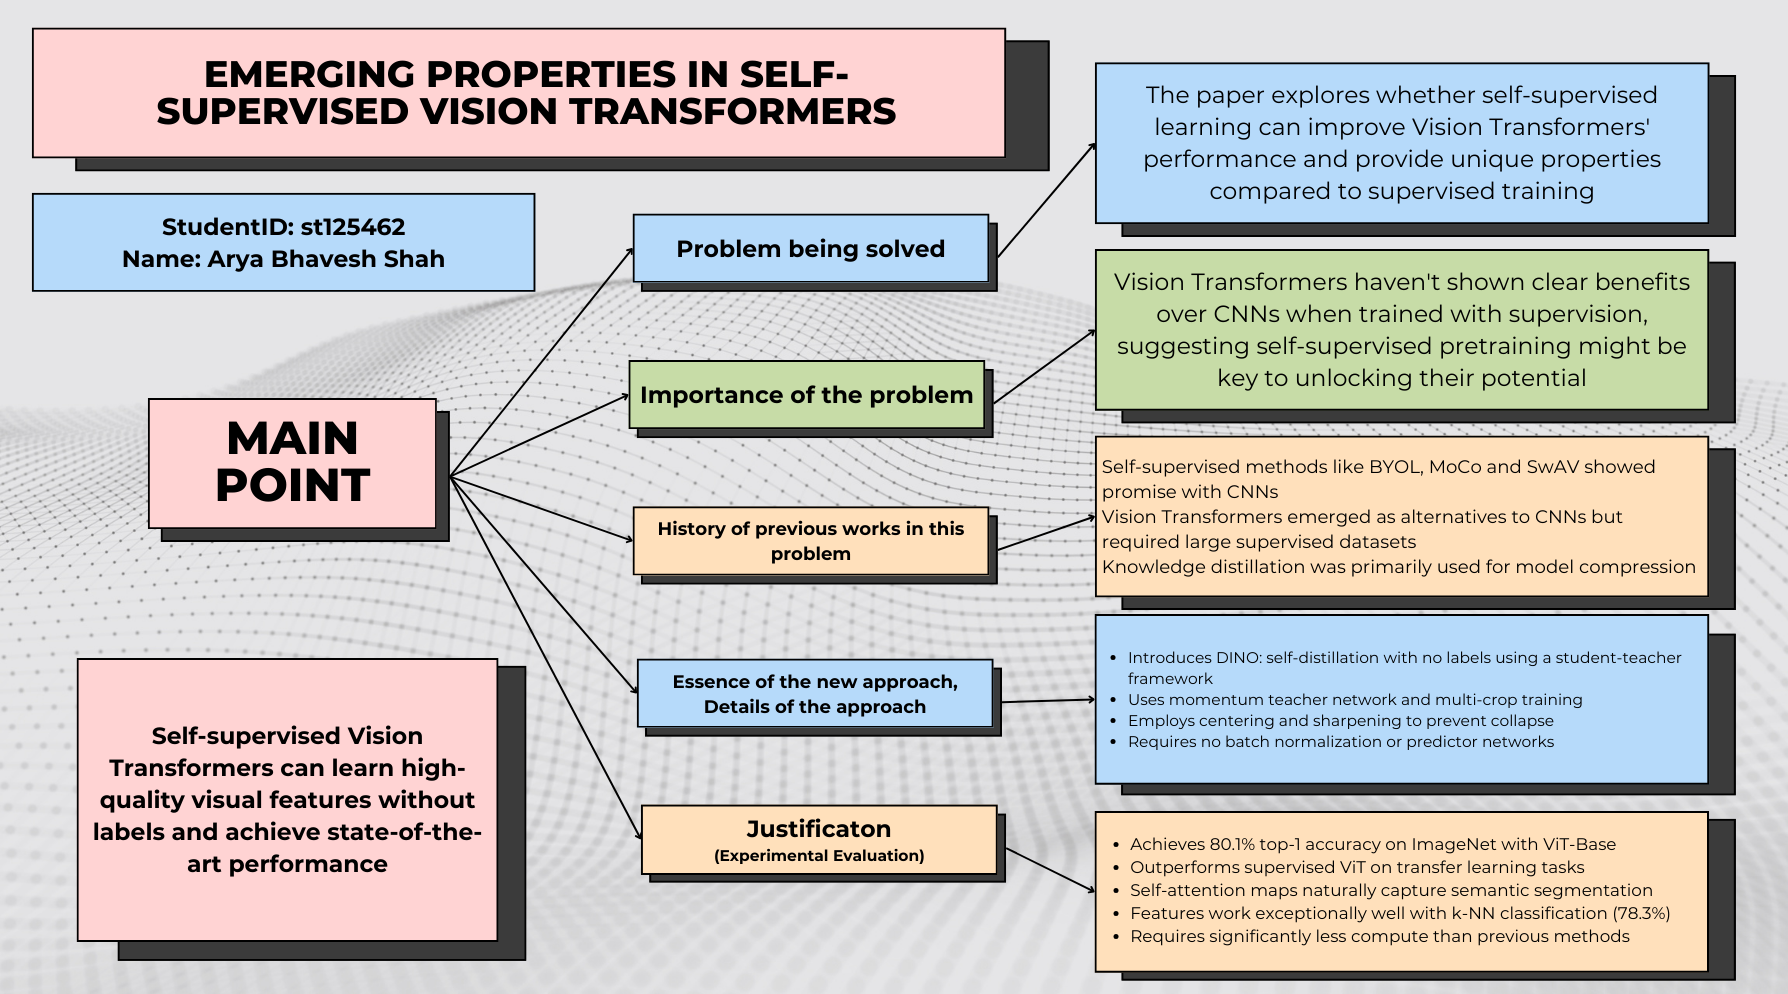 EMERGING PROPERTIES IN SELF-
SUPERVISED VISION TRANSFORMERS
StudentID: st125462
Name: Arya Bhavesh Shah
MAIN
POINT
Self-supervised Vision
Transformers can learn high-
quality visual features without
labels and achieve state-of-the-
art performance
Problem being solved
The paper explores whether self-supervised
learning can improve Vision Transformers'
performance and provide unique properties
compared to supervised training
Importance of the problem
Vision Transformers haven't shown clear benefits
over CNNs when trained with supervision,
suggesting self-supervised pretraining might be
key to unlocking their potential
History of previous works in this
problem
Self-supervised methods like BYOL, MoCo and SwAV showed
promise with CNNs
Vision Transformers emerged as alternatives to CNNs but
required large supervised datasets
Knowledge distillation was primarily used for model compression
Essence of the new approach,
Details of the approach
• Introduces DINO: self-distillation with no labels using a student-teacher
framework
• Uses momentum teacher network and multi-crop training
• Employs centering and sharpening to prevent collapse
• Requires no batch normalization or predictor networks
Justificaton
(Experimental Evaluation)
• Achieves 80.1% top-1 accuracy on ImageNet with ViT-Base
• Outperforms supervised ViT on transfer learning tasks
• Self-attention maps naturally capture semantic segmentation
• Features work exceptionally well with k-NN classification (78.3%)
• Requires significantly less compute than previous methods